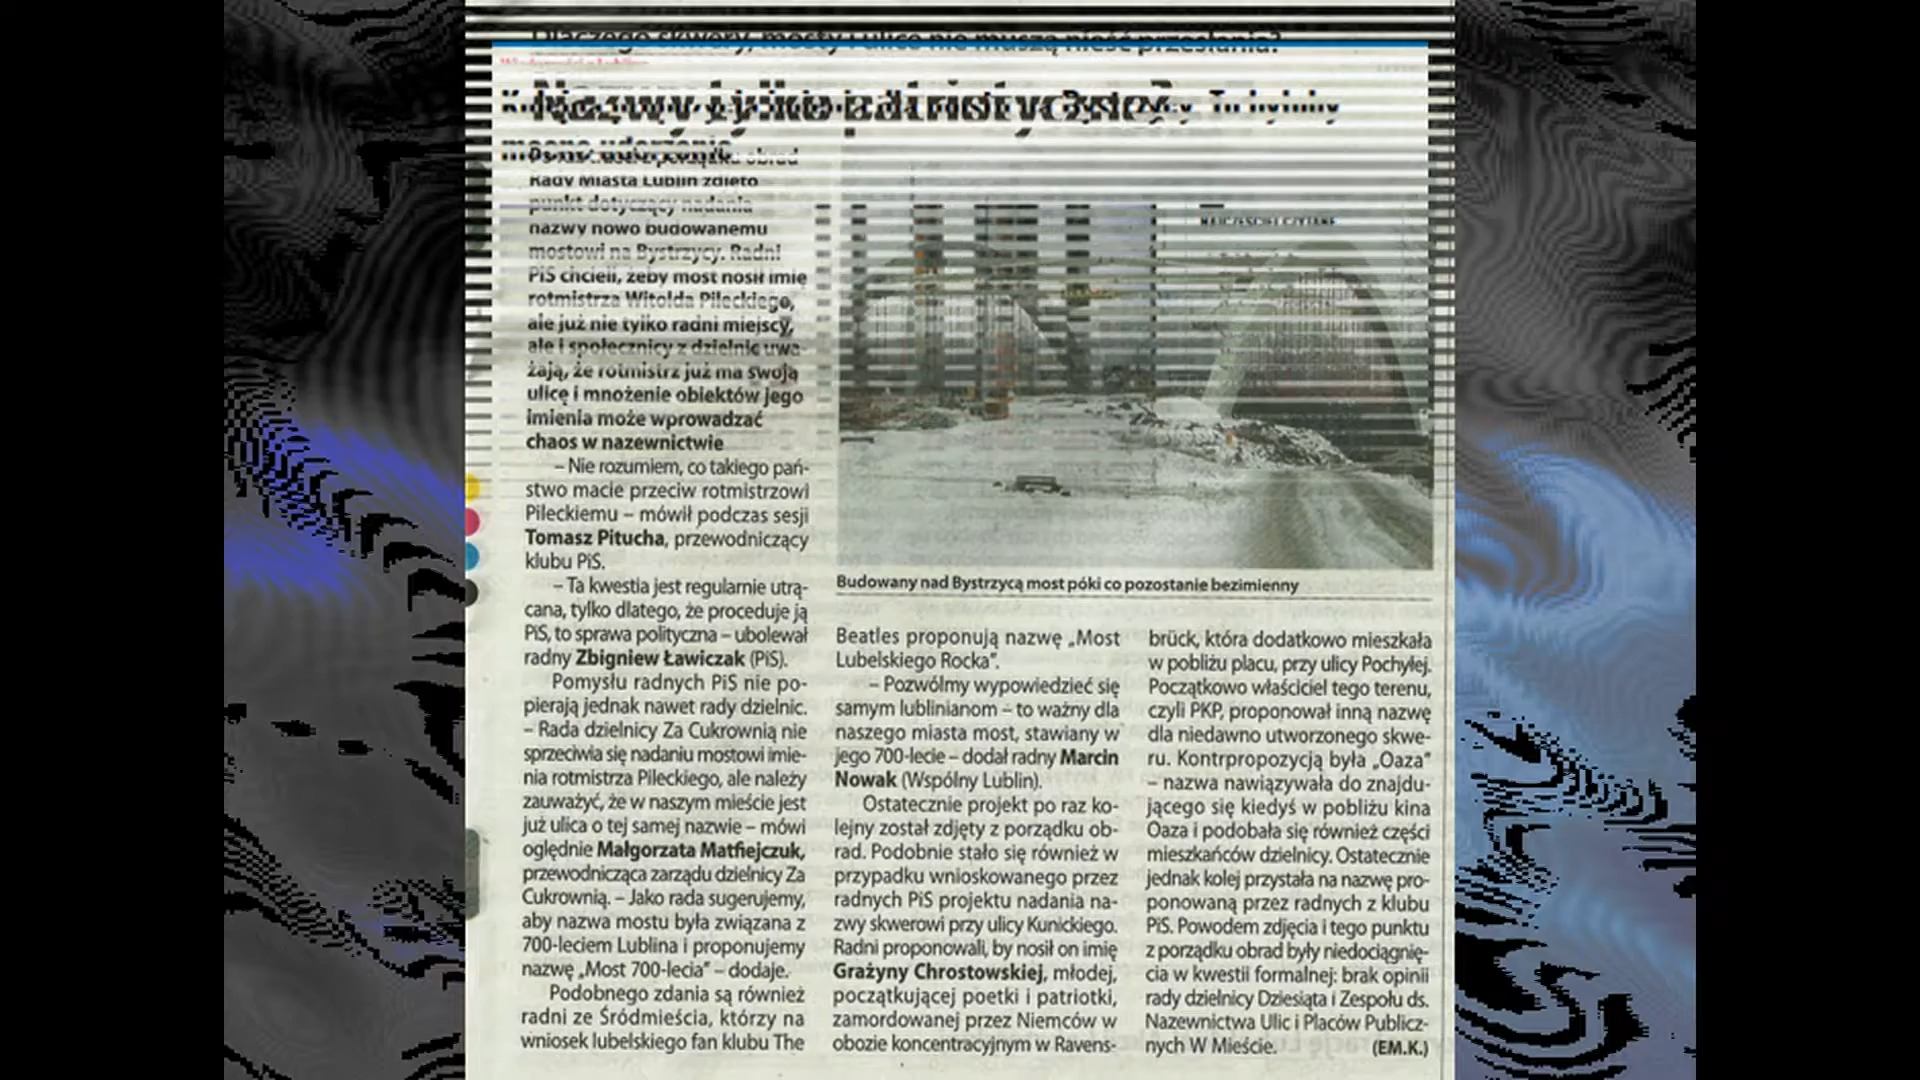 Dlaczego skwery, mosty i ulice nie muszą nieść przesłania?
Nazwy tylko patriotyczne?
obrad
Rady Miasta Lublin zdjęto
punkt dotyczący nadania
nazwy nowo budowanemu
mostowi na Bystrzycy. Radni
PiS chcieli, żeby most nosił imię
rotmistrza Witolda Pileckiego,
ale już nie tylko radni miejscy,
ale i społecznicy z dzielnic uwa-
żają, że rotmistrz już ma swoją
ulicę i mnożenie obiektów jego
imienia może wprowadzać
chaos w nazewnictwie
– Nie rozumiem, co takiego pań-
stwo macie przeciw rotmistrzowi
Pileckiemu – mówił podczas sesji
Tomasz Pitucha, przewodniczący
klubu PiS.
– Ta kwestia jest regularnie utrą-
cana, tylko dlatego, że proceduje ją
PiS, to sprawa polityczna – ubolewał
radny Zbigniew Ławiczak (PiS).
Pomysłu radnych PiS nie po-
pierają jednak nawet rady dzielnic.
– Rada dzielnicy Za Cukrownią nie
sprzeciwia się nadaniu mostowi imie-
nia rotmistrza Pileckiego, ale należy
zauważyć, że w naszym mieście jest
już ulica o tej samej nazwie – mówi
oględnie Małgorzata Matfiejczuk,
przewodnicząca zarządu dzielnicy Za
Cukrownią. – Jako rada sugerujemy,
aby nazwa mostu była związana z
700-leciem Lublina i proponujemy
nazwę „Most 700-lecia” – dodaje.
Podobnego zdania są również
radni ze Śródmieścia, którzy na
wniosek lubelskiego fan klubu The
NAJCZĘŚCIEJ CZYTANE
Budowany nad Bystrzycą most póki co pozostanie bezimienny
Beatles proponują nazwę „Most
Lubelskiego Rocka”.
– Pozwólmy wypowiedzieć się
samym lublinianom – to ważny dla
naszego miasta most, stawiany w
jego 700-lecie – dodał radny Marcin
Nowak (Wspólny Lublin).
Ostatecznie projekt po raz ko-
lejny został zdjęty z porządku ob-
rad. Podobnie stało się również w
przypadku wnioskowanego przez
radnych PiS projektu nadania na-
zwy skwerowi przy ulicy Kunickiego.
Radni proponowali, by nosił on imię
Grażyny Chrostowskiej, młodej,
początkującej poetki i patriotki,
zamordowanej przez Niemców w
obozie koncentracyjnym w Ravens-
brück, która dodatkowo mieszkała
w pobliżu placu, przy ulicy Pochyłej.
Początkowo właściciel tego terenu,
czyli PKP, proponował inną nazwę
dla niedawno utworzonego skwe-
ru. Kontrpropozycją była „Oaza”
– nazwa nawiązywała do znajdu-
jącego się kiedyś w pobliżu kina
Oaza i podobała się również części
mieszkańców dzielnicy. Ostatecznie
jednak kolej przystała na nazwę pro-
ponowaną przez radnych z klubu
PiS. Powodem zdjęcia i tego punktu
z porządku obrad były niedociągnię-
cia w kwestii formalnej: brak opinii
rady dzielnicy Dziesiąta i Zespołu ds.
Nazewnictwa Ulic i Placów Publicz-
nych W Mieście. (EM.K.)